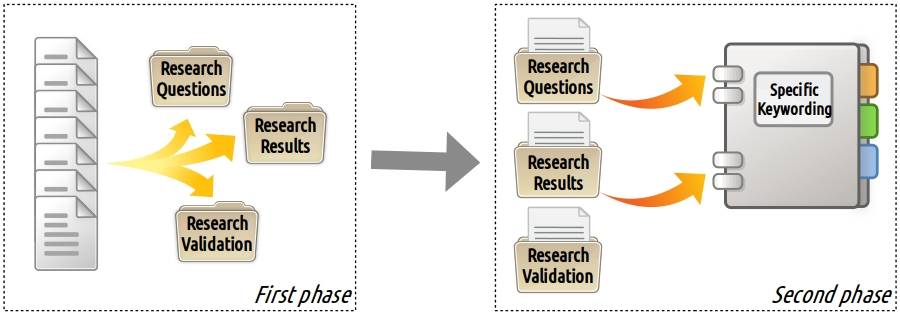 Research
Questions
Research
Results
Research
Validation
First phase
Research
Questions
Research
Results
Research
Validation
Specific
Keywording
Second phase